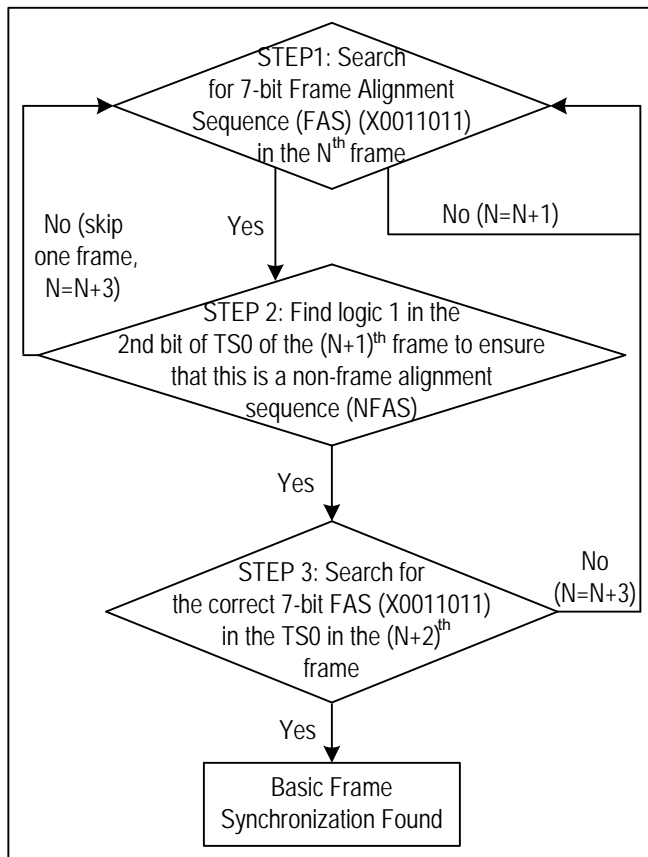 STEP1: Search
for 7-bit Frame Alignment
Sequence (FAS) (X0011011)
in the Nth frame
No (N=N+1)
Yes
No (skip
one frame,
N=N+3)
STEP 2: Find logic 1 in the
2nd bit of TS0 of the (N+1)th frame to ensure
that this is a non-frame alignment
sequence (NFAS)
Yes
STEP 3: Search for
the correct 7-bit FAS (X0011011)
in the TS0 in the (N+2)th
frame
No
(N=N+3)
Yes
Basic Frame
Synchronization Found